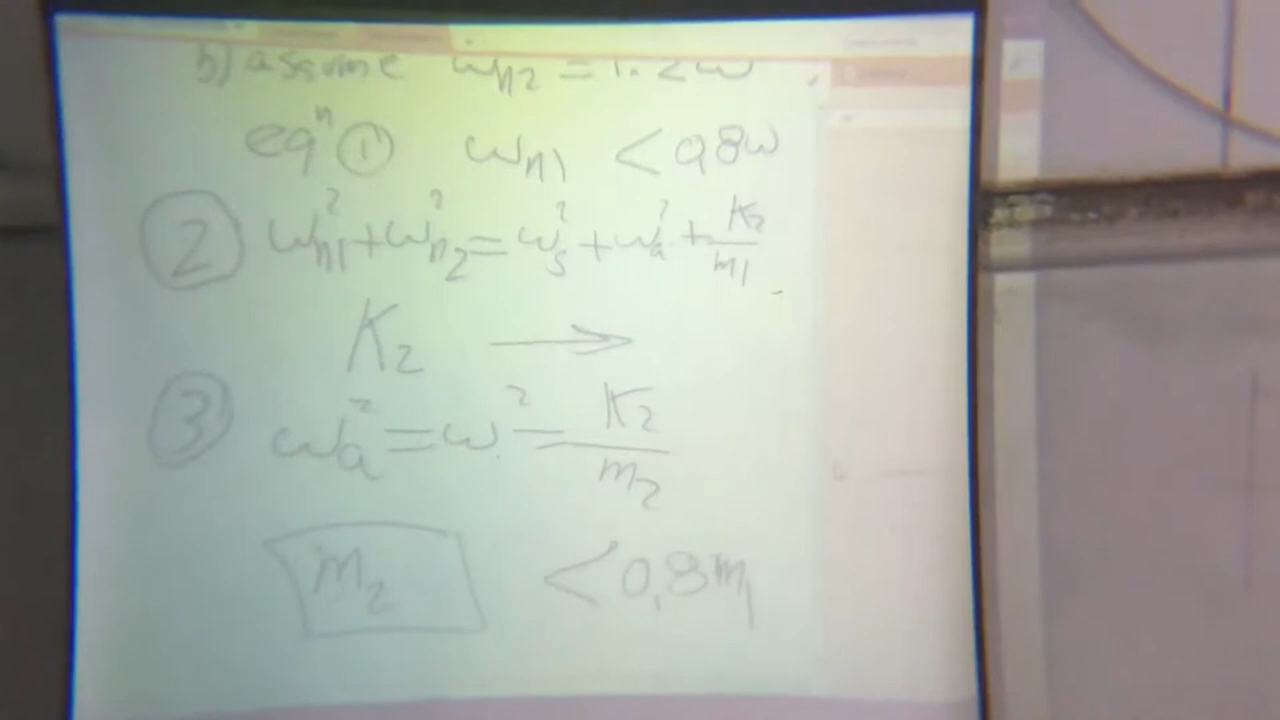 b) assume ωn2 = 1.2ω
eqⁿ ① ωn1 < 0,8ω
② ωn1² + ωn2² = ωs² + ωa² + K2/m1
K2 →
③ ωa² = ω² = K2/m2
m2 < 0,8m1